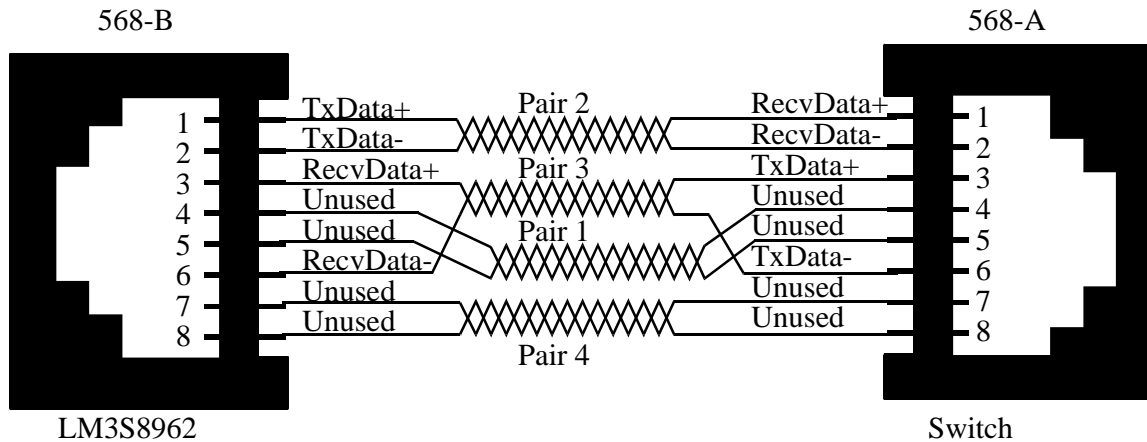 568-B
568-A
TxData+
Pair 2
RecvData+
1
1
TxData-
RecvData-
2
2
RecvData+
Pair 3
TxData+
3
3
Unused
Unused
4
4
Unused
Pair 1
Unused
5
5
RecvData-
TxData-
6
6
Unused
Unused
7
7
Unused
Unused
8
8
Pair 4
LM3S8962
Switch